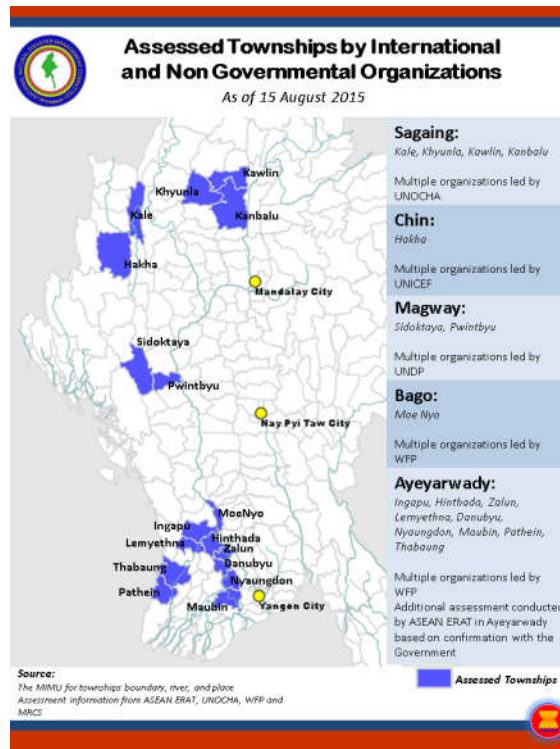 Assessed Townships by International
and Non Governmental Organizations
As of 15 August 2015
Sagaing:
Kale, Khyunla, Kawlin, Kanbalu
Multiple organizations led by
UNOCHA
Chin:
Hakha
Multiple organizations led by
UNICEF
Magway:
Sidoktaya, Pwintbyu
Multiple organizations led by
UNDP
Bago:
Moe Nyo
Multiple organizations led by
WFP
Ayeyarwady:
Ingapu, Hinthada, Zalun,
Lemyethna, Danubyu,
Nyaungdon, Maubin, Pathein,
Thabaung
Multiple organizations led by
WFP
Additional assessment conducted
by ASEAN ERAT in Ayeyarwady
based on confirmation with the
Government
Kawlin
Khyunla
Kanbalu
Kale
Hakha
Mandalay City
Sidoktaya
Pwintbyu
Nay Pyi Taw City
MoeNyo
Ingapu
Hinthada
Lemyethna
Zalun
Danubyu
Thabaung
Nyaungdon
Pathein
Maubin
Yangon City
Assessed Townships
Source:
The MIMU for townships boundary, river, and place
Assessment information from ASEAN ERAT, UNOCHA, WFP and
MRCS